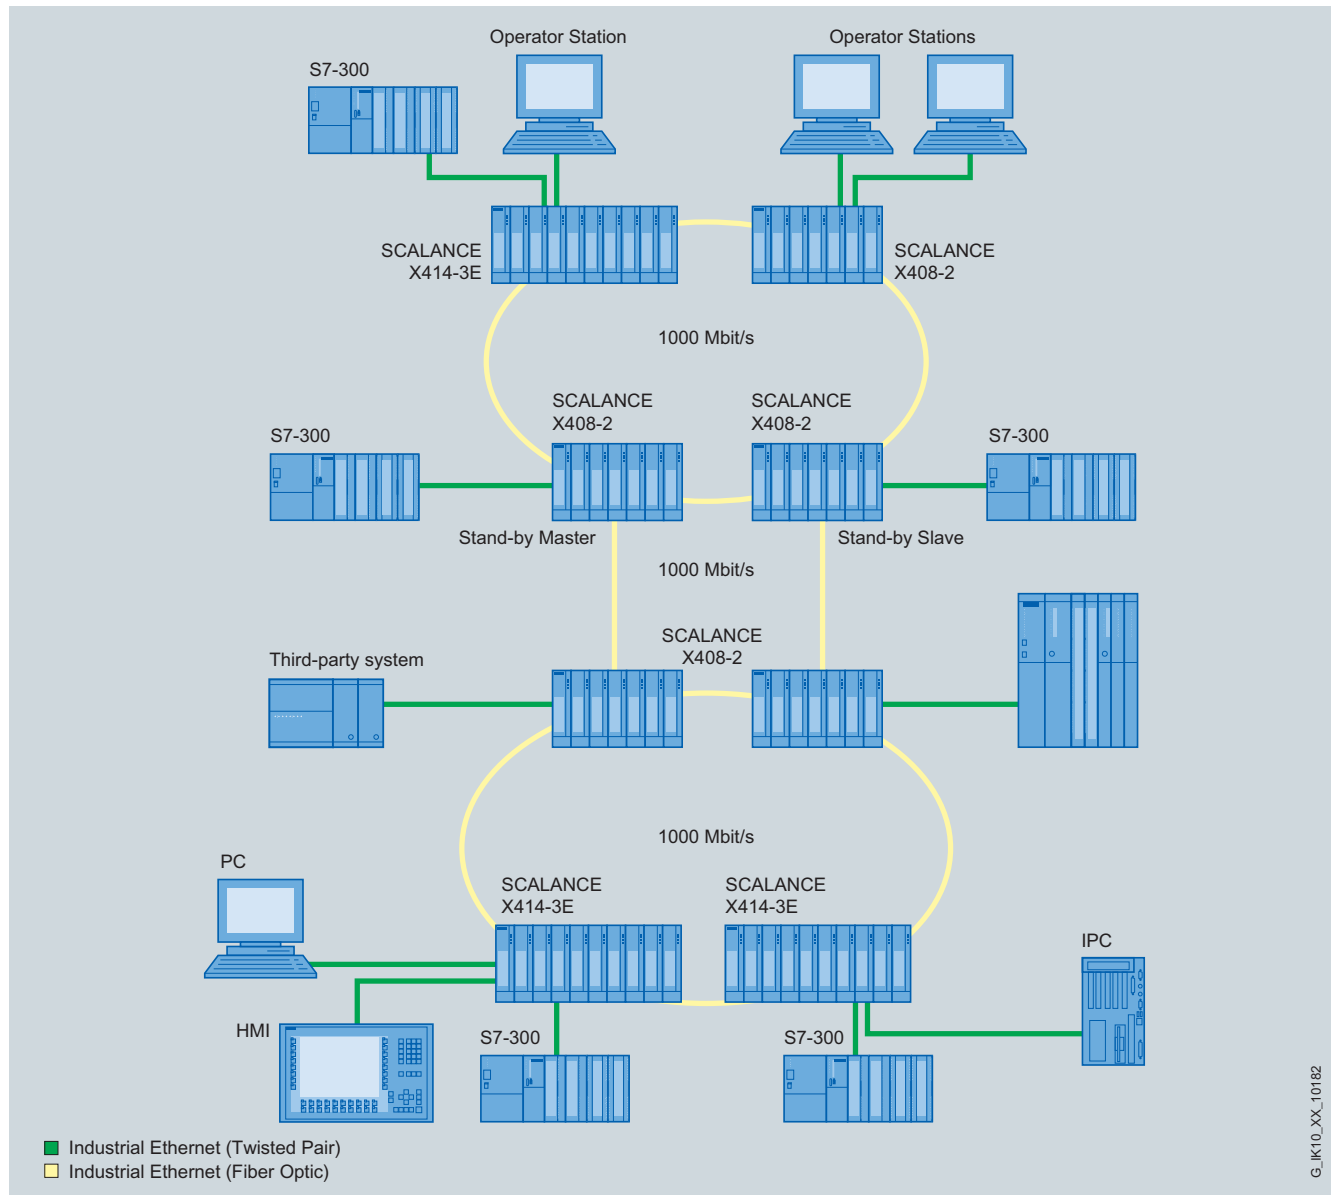 Operator Station
Operator Stations
S7-300
SCALANCE
X414-3E
SCALANCE
X408-2
1000 Mbit/s
SCALANCE
X408-2
SCALANCE
X408-2
S7-300
S7-300
Stand-by Master
Stand-by Slave
1000 Mbit/s
SCALANCE
X408-2
Third-party system
1000 Mbit/s
PC
SCALANCE
X414-3E
SCALANCE
X414-3E
IPC
HMI
S7-300
S7-300
Industrial Ethernet (Twisted Pair)
Industrial Ethernet (Fiber Optic)
G_IK10_XX_10182